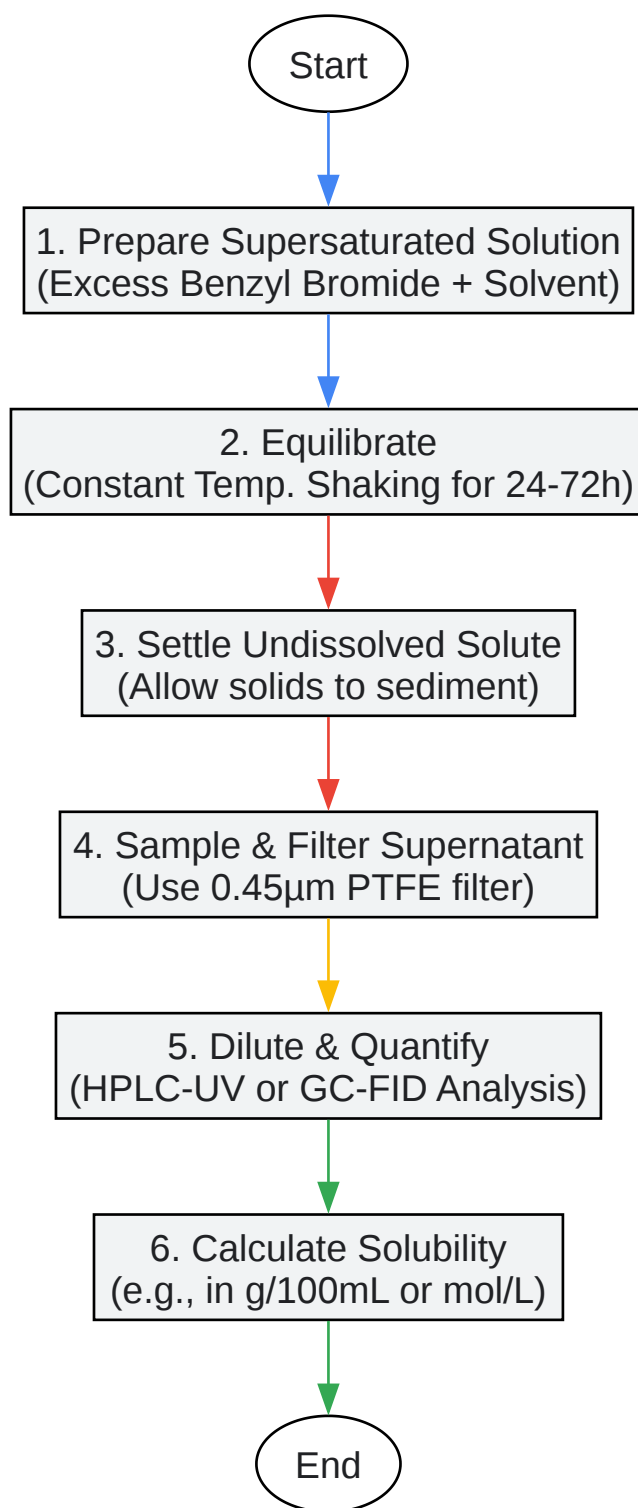 Start
1. Prepare Supersaturated Solution
(Excess Benzyl Bromide + Solvent)
2. Equilibrate
(Constant Temp. Shaking for 24-72h)
3. Settle Undissolved Solute
(Allow solids to sediment)
4. Sample & Filter Supernatant
(Use 0.45µm PTFE filter)
5. Dilute & Quantify
(HPLC-UV or GC-FID Analysis)
6. Calculate Solubility
(e.g., in g/100mL or mol/L)
End